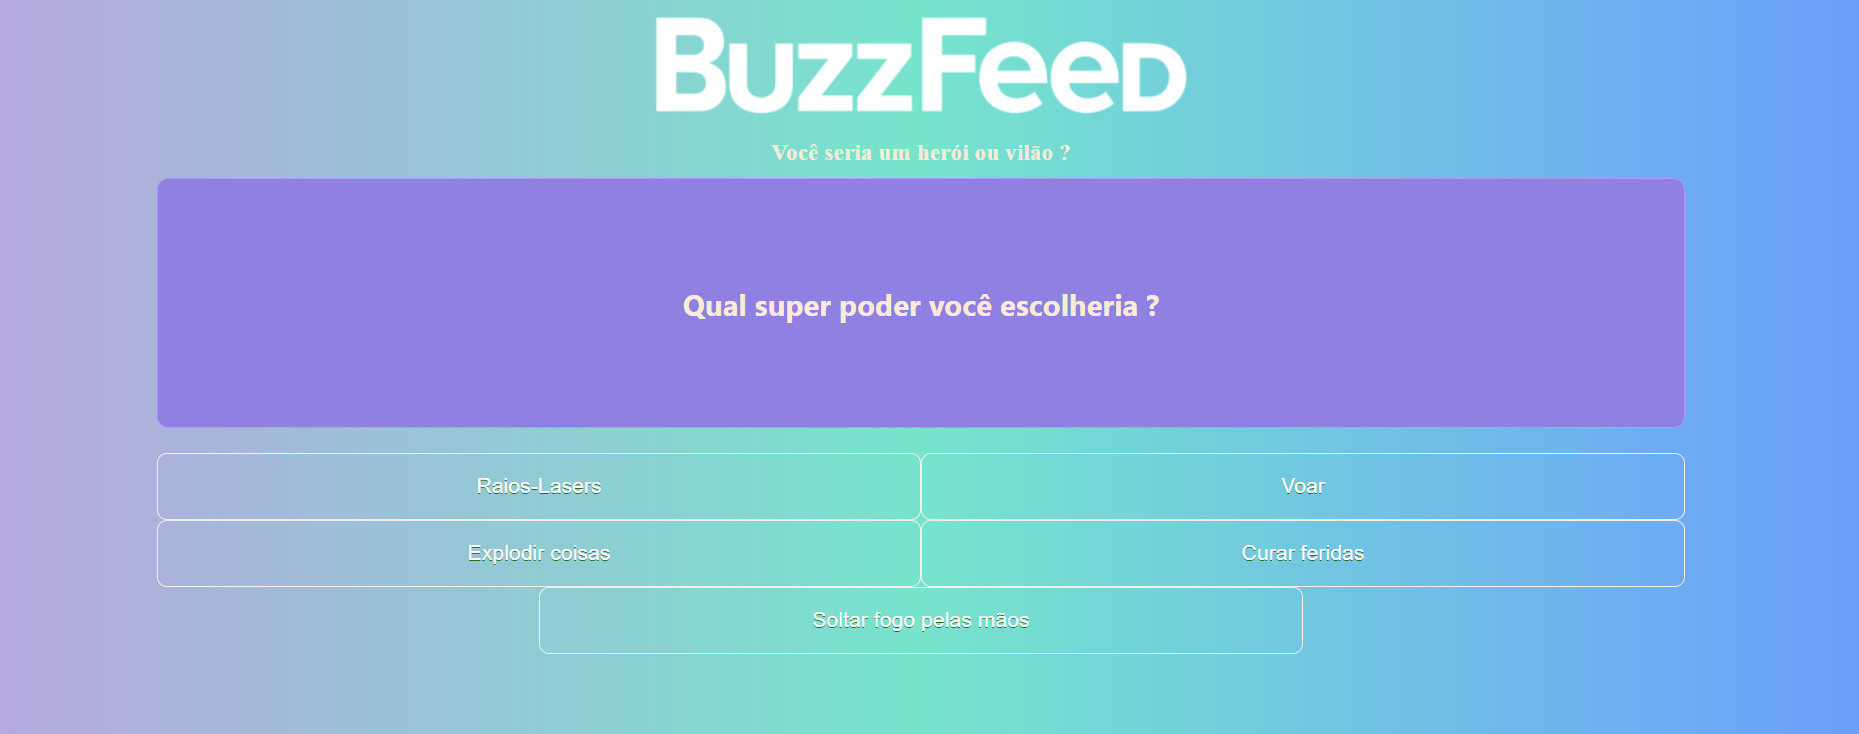 BuzzFeed
Você seria um herói ou vilão ?
Qual super poder você escolheria ?
Raios-Lasers
Voar
Explodir coisas
Curar feridas
Soltar fogo pelas mãos